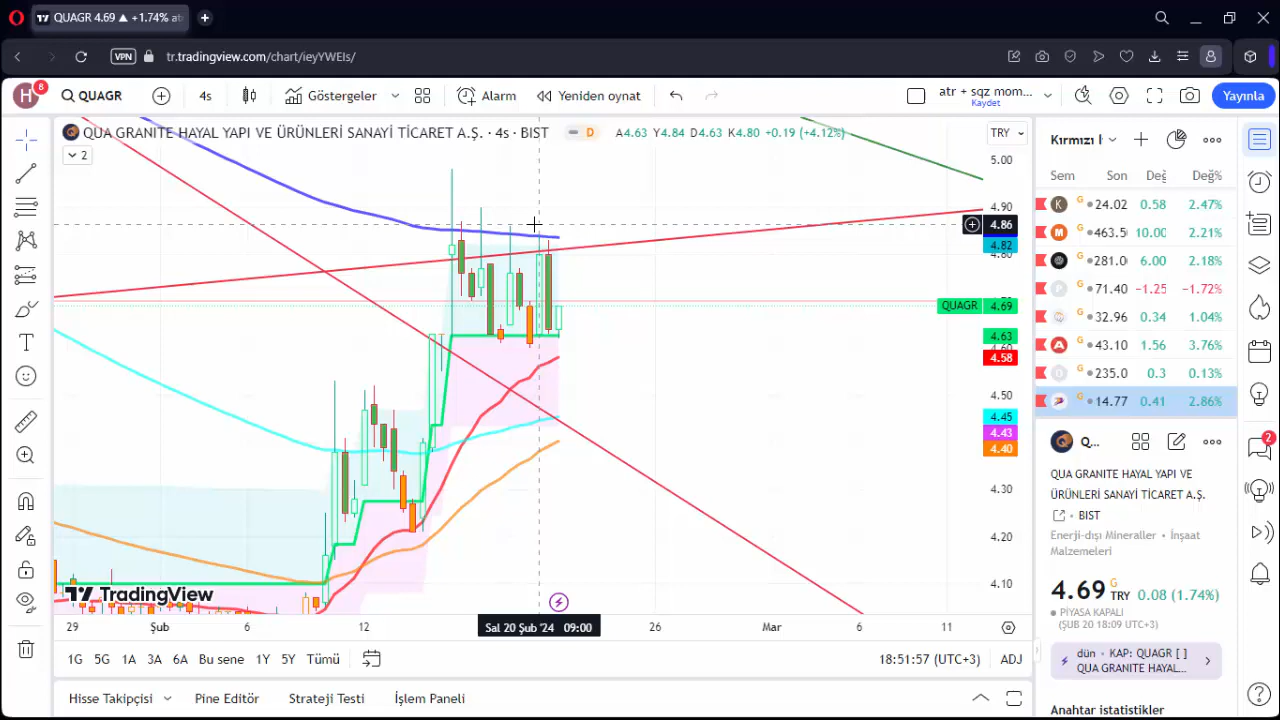 QUAGR 4.69 ▲ +1.74%
VPN
tr.tradingview.com/chart/ieyYWEIs/
H 8
QUAGR
4s
Göstergeler
Alarm
Yeniden oynat
atr + sqz mom...
Kaydet
Yayınla
QUA GRANITE HAYAL YAPI VE ÜRÜNLERİ SANAYİ TİCARET A.Ş. · 4s · BIST
D
A4.63 Y4.84 D4.63 K4.80 +0.19 (+4.12%)
TRY
2
5.00
4.90
4.86
4.82
4.80
QUAGR 4.69
4.63
4.60
4.58
4.50
4.45
4.43
4.40
4.30
4.20
4.10
TradingView
29
Şub
6
12
Sal 20 Şub '24 09:00
26
Mar
6
11
1G 5G 1A 3A 6A Bu sene 1Y 5Y Tümü
18:51:57 (UTC+3)
ADJ
Hisse Takipçisi
Pine Editör
Strateji Testi
İşlem Paneli
Kırmızı l
Sem Son Değ Değ%
K G 24.02 0.58 2.47%
G 463.50 10.00 2.21%
G 281.0 6.00 2.18%
P G 71.40 −1.25 −1.72%
G 32.96 0.34 1.04%
A G 43.10 1.56 3.76%
G 235.0 0.3 0.13%
G 14.77 0.41 2.86%
Q...
QUA GRANITE HAYAL YAPI VE
ÜRÜNLERİ SANAYİ TİCARET A.Ş.
BIST
Enerji-dışı Mineraller • İnşaat
Malzemeleri
4.69 G TRY 0.08 (1.74%)
PİYASA KAPALI
(ŞUB 20 18:09 UTC+3)
dün • KAP: QUAGR [ ]
QUA GRANITE HAYAL...
Anahtar istatistikler
2